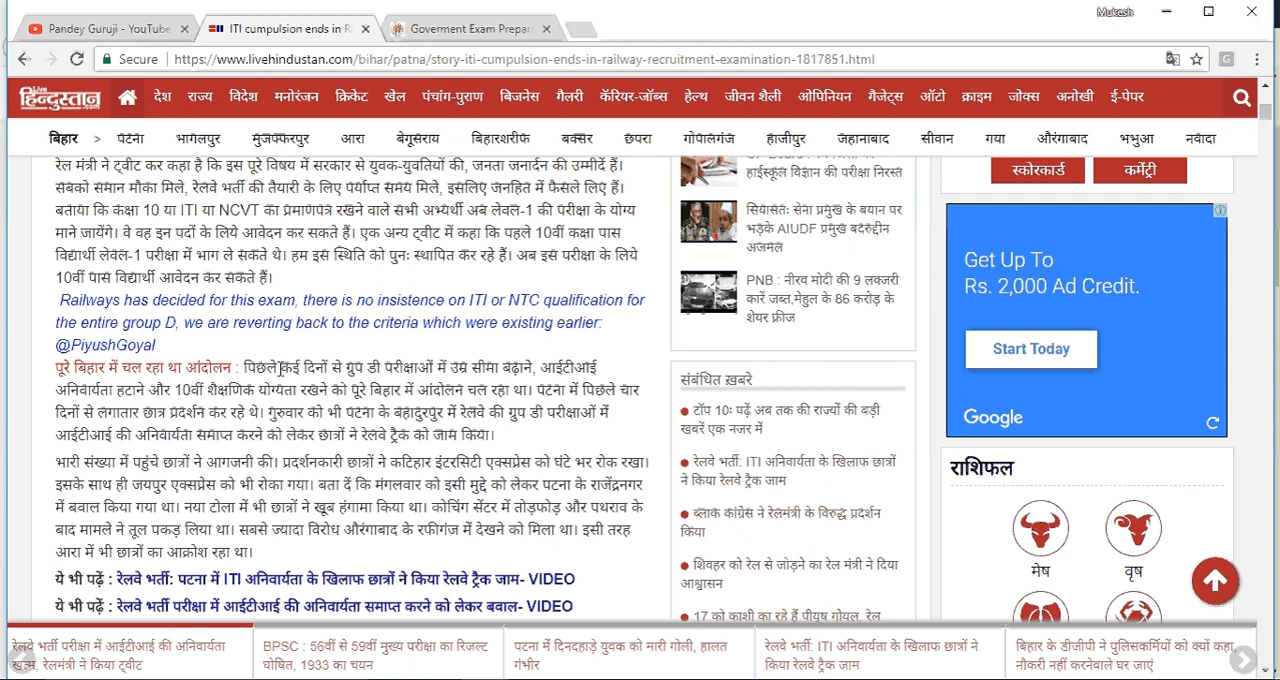 Mukesh
Pandey Guruji - YouTube
ITI cumpulsion ends in Ra
Goverment Exam Prepar
Secure
https://www.livehindustan.com/bihar/patna/story-iti-cumpulsion-ends-in-railway-recruitment-examination-1817851.html
Live
हिन्दुस्तान
.com
देश राज्य विदेश मनोरंजन क्रिकेट खेल पंचांग-पुराण बिजनेस गैलरी कॅरियर-जॉब्स हेल्थ जीवन शैली ओपिनियन गैजेट्स ऑटो क्राइम जोक्स अनोखी ई-पेपर
बिहार > पटना भागलपुर मुजफ्फरपुर आरा बेगूसराय बिहारशरीफ बक्सर छपरा गोपालगंज हाजीपुर जहानाबाद सीवान गया औरंगाबाद भभुआ नवादा
रेल मंत्री ने ट्वीट कर कहा है कि इस पूरे विषय में सरकार से युवक-युवतियों की, जनता जनार्दन की उम्मीदें हैं।
सबको समान मौका मिले, रेलवे भर्ती की तैयारी के लिए पर्याप्त समय मिले, इसलिए जनहित में फैसले लिए हैं।
बताया कि कक्षा 10 या ITI या NCVT का प्रमाणपत्र रखने वाले सभी अभ्यर्थी अब लेवल-1 की परीक्षा के योग्य
माने जायेंगे। वे वह इन पदों के लिये आवेदन कर सकते हैं। एक अन्य ट्वीट में कहा कि पहले 10वीं कक्षा पास
विद्यार्थी लेवल-1 परीक्षा में भाग ले सकते थे। हम इस स्थिति को पुनः स्थापित कर रहे हैं। अब इस परीक्षा के लिये
10वीं पास विद्यार्थी आवेदन कर सकते हैं।
Railways has decided for this exam, there is no insistence on ITI or NTC qualification for
the entire group D, we are reverting back to the criteria which were existing earlier:
@PiyushGoyal
पूरे बिहार में चल रहा था आंदोलन : पिछले कई दिनों से ग्रुप डी परीक्षाओं में उम्र सीमा बढ़ाने, आईटीआई
अनिवार्यता हटाने और 10वीं शैक्षणिक योग्यता रखने को पूरे बिहार में आंदोलन चल रहा था। पटना में पिछले चार
दिनों से लगातार छात्र प्रदर्शन कर रहे थे। गुरुवार को भी पटना के बहादुरपुर में रेलवे की ग्रुप डी परीक्षाओं में
आईटीआई की अनिवार्यता समाप्त करने को लेकर छात्रों ने रेलवे ट्रैक को जाम किया।
भारी संख्या में पहुंचे छात्रों ने आगजनी की। प्रदर्शनकारी छात्रों ने कटिहार इंटरसिटी एक्सप्रेस को घंटे भर रोक रखा।
इसके साथ ही जयपुर एक्सप्रेस को भी रोका गया। बता दें कि मंगलवार को इसी मुद्दे को लेकर पटना के राजेंद्रनगर
में बवाल किया गया था। नया टोला में भी छात्रों ने खूब हंगामा किया था। कोचिंग सेंटर में तोड़फोड़ और पथराव के
बाद मामले ने तूल पकड़ लिया था। सबसे ज्यादा विरोध औरंगाबाद के रफीगंज में देखने को मिला था। इसी तरह
आरा में भी छात्रों का आक्रोश रहा था।
ये भी पढ़ें : रेलवे भर्ती: पटना में ITI अनिवार्यता के खिलाफ छात्रों ने किया रेलवे ट्रैक जाम- VIDEO
ये भी पढ़ें : रेलवे भर्ती परीक्षा में आईटीआई की अनिवार्यता समाप्त करने को लेकर बवाल- VIDEO
हाईस्कूल विज्ञान की परीक्षा निरस्त
सियासत: सेना प्रमुख के बयान पर
भड़के AIUDF प्रमुख बदरुद्दीन
अजमल
PNB : नीरव मोदी की 9 लक्जरी
कारें जब्त,मेहुल के 86 करोड़ के
शेयर फ्रीज
संबंधित ख़बरे
टॉप 10: पढ़ें अब तक की राज्यों की बड़ी
खबरें एक नजर में
रेलवे भर्ती: ITI अनिवार्यता के खिलाफ छात्रों
ने किया रेलवे ट्रैक जाम
ब्लाक कांग्रेस ने रेलमंत्री के विरुद्ध प्रदर्शन
किया
शिवहर को रेल से जोड़ने का रेल मंत्री ने दिया
आश्वासन
17 को काशी का रहे हैं पीयूष गोयल, रेल
स्कोरकार्ड
कमेंट्री
Get Up To
Rs. 2,000 Ad Credit.
Start Today
Google
राशिफल
मेष
वृष
रेलवे भर्ती परीक्षा में आईटीआई की अनिवार्यता
खत्म, रेलमंत्री ने किया ट्वीट
BPSC : 56वीं से 59वीं मुख्य परीक्षा का रिजल्ट
घोषित, 1933 का चयन
पटना में दिनदहाड़े युवक को मारी गोली, हालत
गंभीर
रेलवे भर्ती: ITI अनिवार्यता के खिलाफ छात्रों ने
किया रेलवे ट्रैक जाम
बिहार के डीजीपी ने पुलिसकर्मियों को क्यों कहा,
नौकरी नहीं करनेवाले घर जाएं